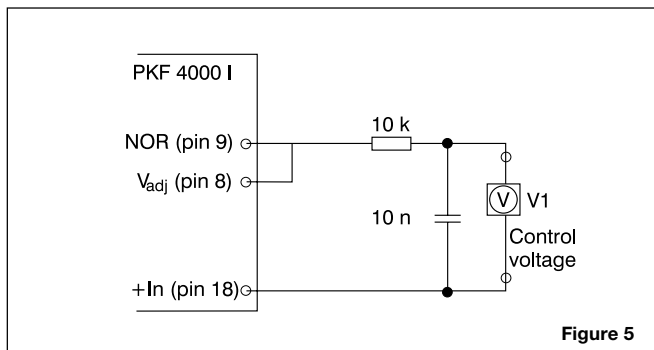 PKF 4000 I
NOR (pin 9)
Vadj (pin 8)
+In (pin 18)
10 k
10 n
V
V1
Control
voltage
Figure 5